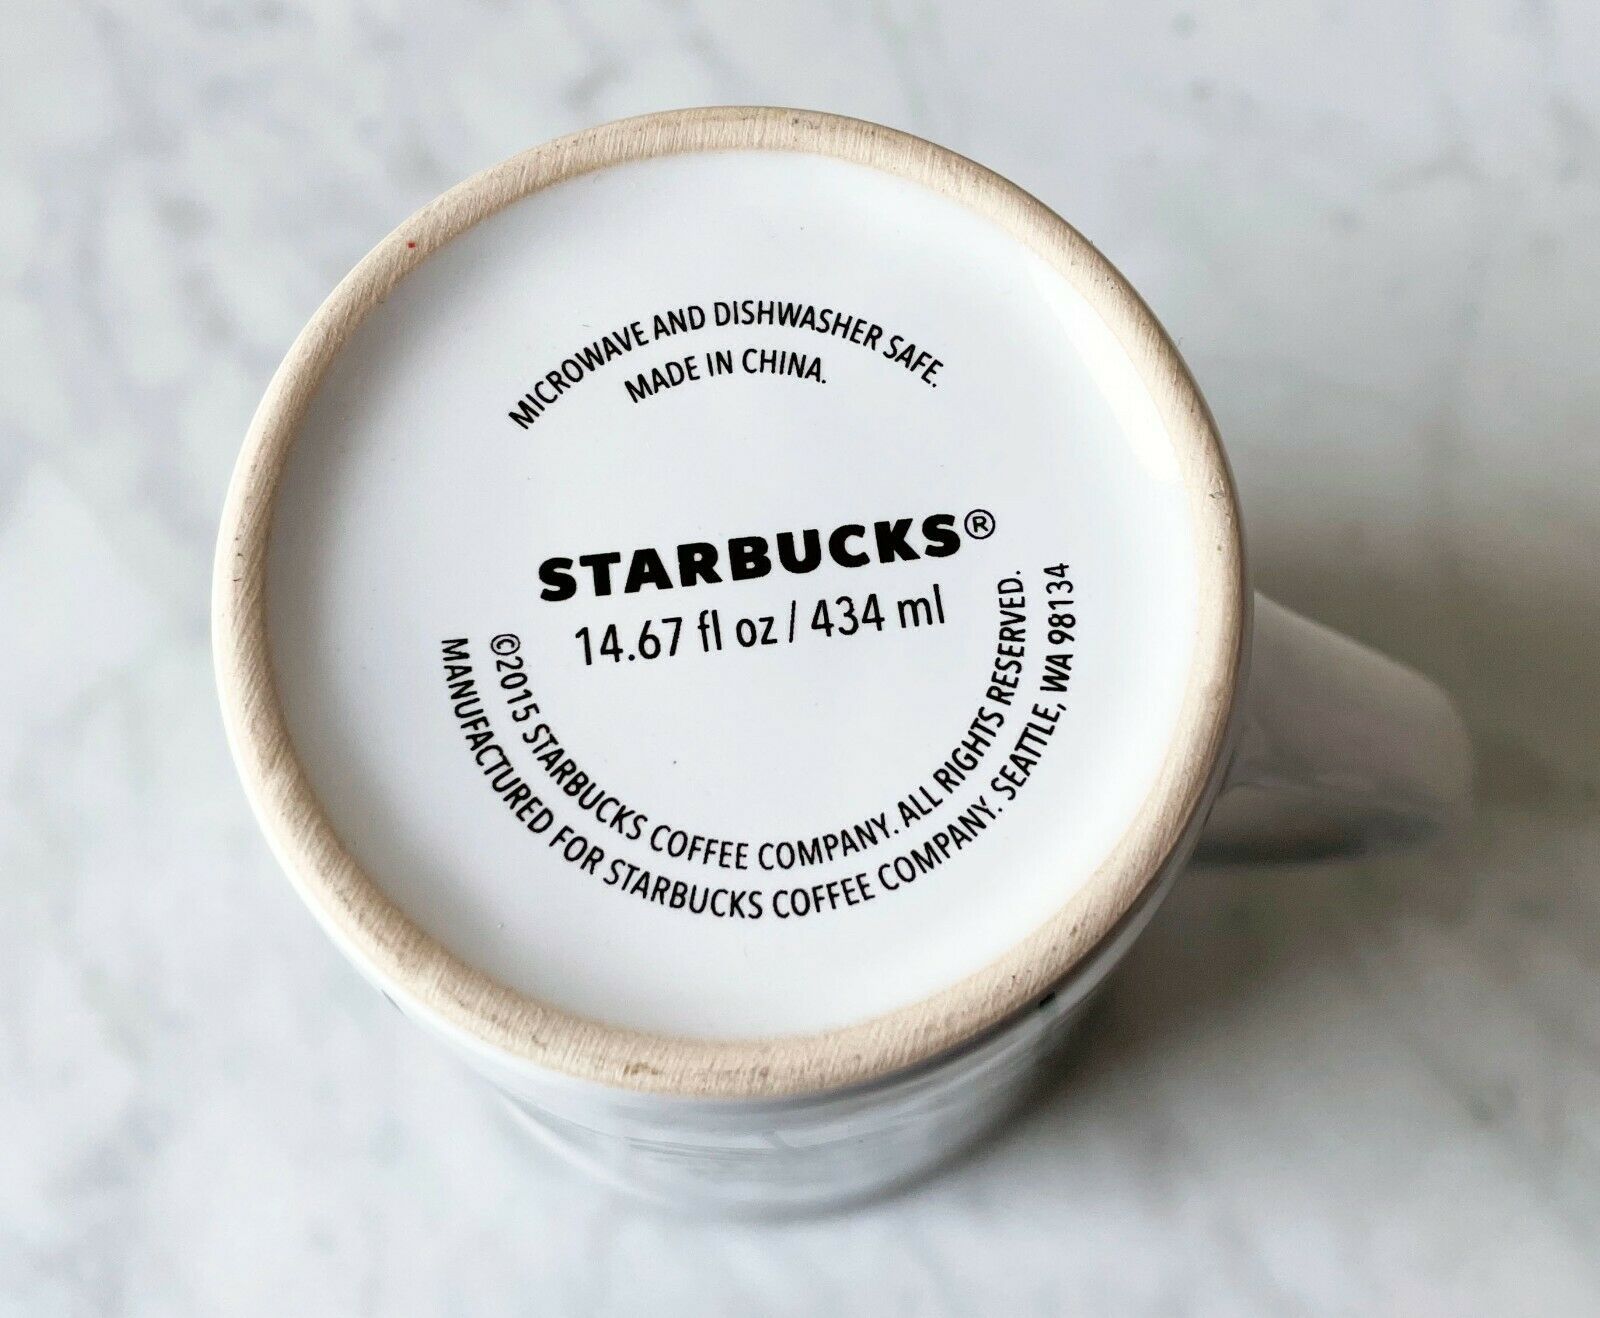 MICROWAVE AND DISHWASHER SAFE.
MADE IN CHINA.
STARBUCKS®
14.67 fl oz / 434 ml
©2015 STARBUCKS COFFEE COMPANY. ALL RIGHTS RESERVED.
MANUFACTURED FOR STARBUCKS COFFEE COMPANY. SEATTLE, WA 98134